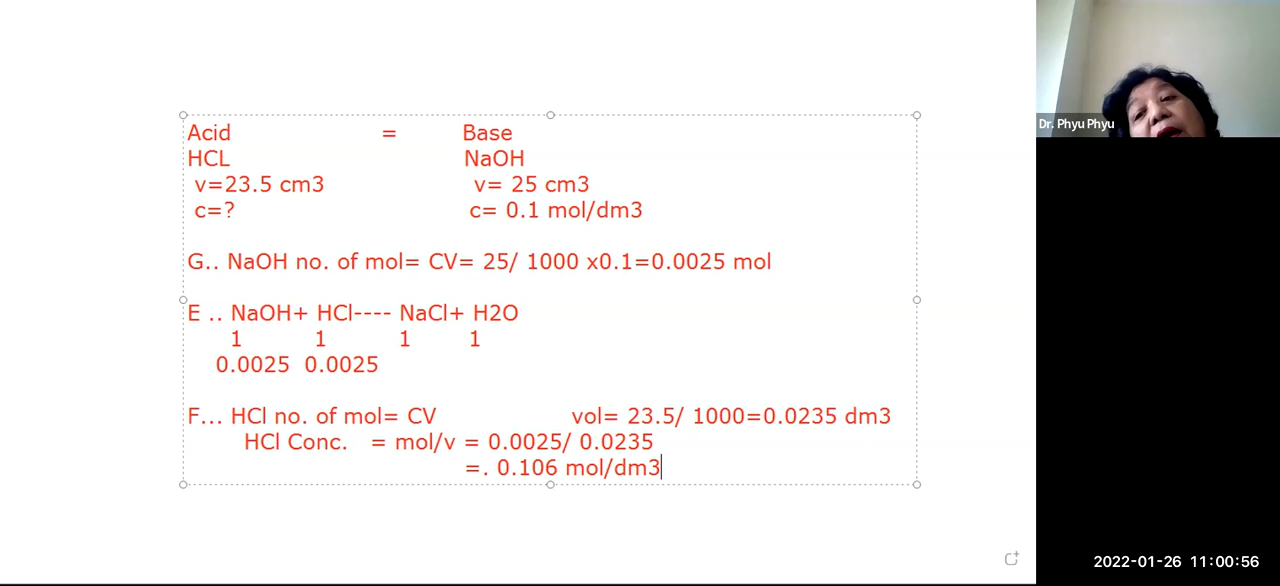 Acid = Base
HCL NaOH
v=23.5 cm3 v= 25 cm3
c=? c= 0.1 mol/dm3
G.. NaOH no. of mol= CV= 25/ 1000 x0.1=0.0025 mol
E .. NaOH+ HCl---- NaCl+ H2O
1 1 1 1
0.0025 0.0025
F... HCl no. of mol= CV vol= 23.5/ 1000=0.0235 dm3
HCl Conc. = mol/v = 0.0025/ 0.0235
=. 0.106 mol/dm3
Dr. Phyu Phyu
2022-01-26 11:00:56